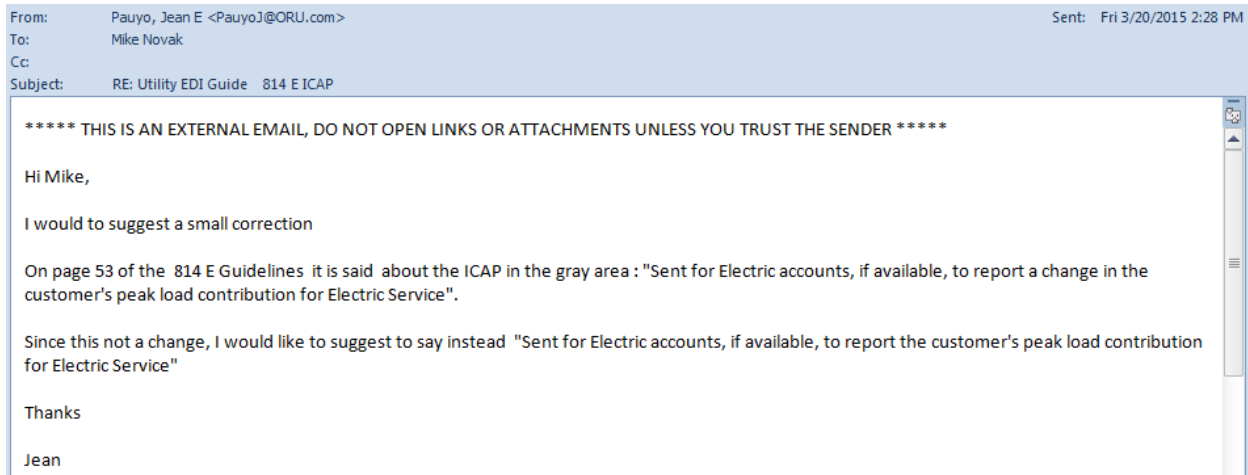 From: Pauyo, Jean E <PauyoJ@ORU.com> Sent: Fri 3/20/2015 2:28 PM
To: Mike Novak
Cc:
Subject: RE: Utility EDI Guide 814 E ICAP
***** THIS IS AN EXTERNAL EMAIL, DO NOT OPEN LINKS OR ATTACHMENTS UNLESS YOU TRUST THE SENDER *****
Hi Mike,
I would to suggest a small correction
On page 53 of the 814 E Guidelines it is said about the ICAP in the gray area : "Sent for Electric accounts, if available, to report a change in the
customer's peak load contribution for Electric Service".
Since this not a change, I would like to suggest to say instead "Sent for Electric accounts, if available, to report the customer's peak load contribution
for Electric Service"
Thanks
Jean